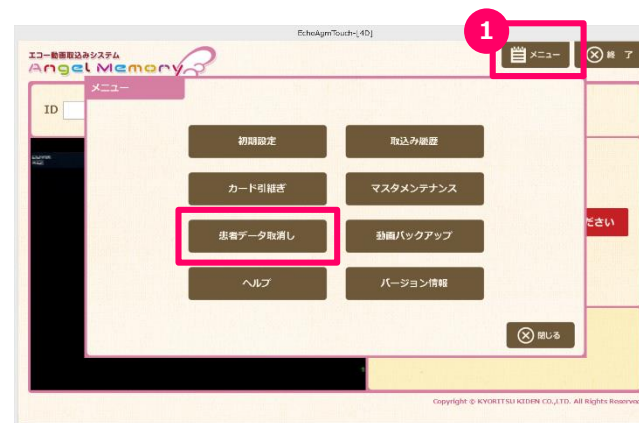 EchoAgmTouch-[4D]
1
エコー動画取込みシステム
Angel Memory
メニュー
終 了
メニュー
ID
初期設定
取込み履歴
カード引継ぎ
マスタメンテナンス
患者データ取消し
動画バックアップ
ださい
ヘルプ
バージョン情報
閉じる
Copyright © KYORITSU KIDEN CO.,LTD. All Rights Reserved